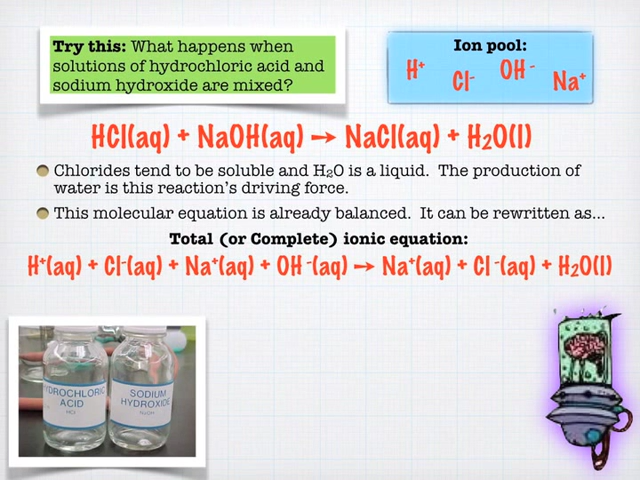 Try this: What happens when
solutions of hydrochloric acid and
sodium hydroxide are mixed?
Ion pool:
H⁺ Cl⁻ OH⁻ Na⁺
HCl(aq) + NaOH(aq) → NaCl(aq) + H₂O(l)
Chlorides tend to be soluble and H₂O is a liquid. The production of
water is this reaction's driving force.
This molecular equation is already balanced. It can be rewritten as...
Total (or Complete) ionic equation:
H⁺(aq) + Cl⁻(aq) + Na⁺(aq) + OH⁻(aq) → Na⁺(aq) + Cl⁻(aq) + H₂O(l)
YDROCHLORIC
ACID
HCl
SODIUM
HYDROXIDE
NaOH